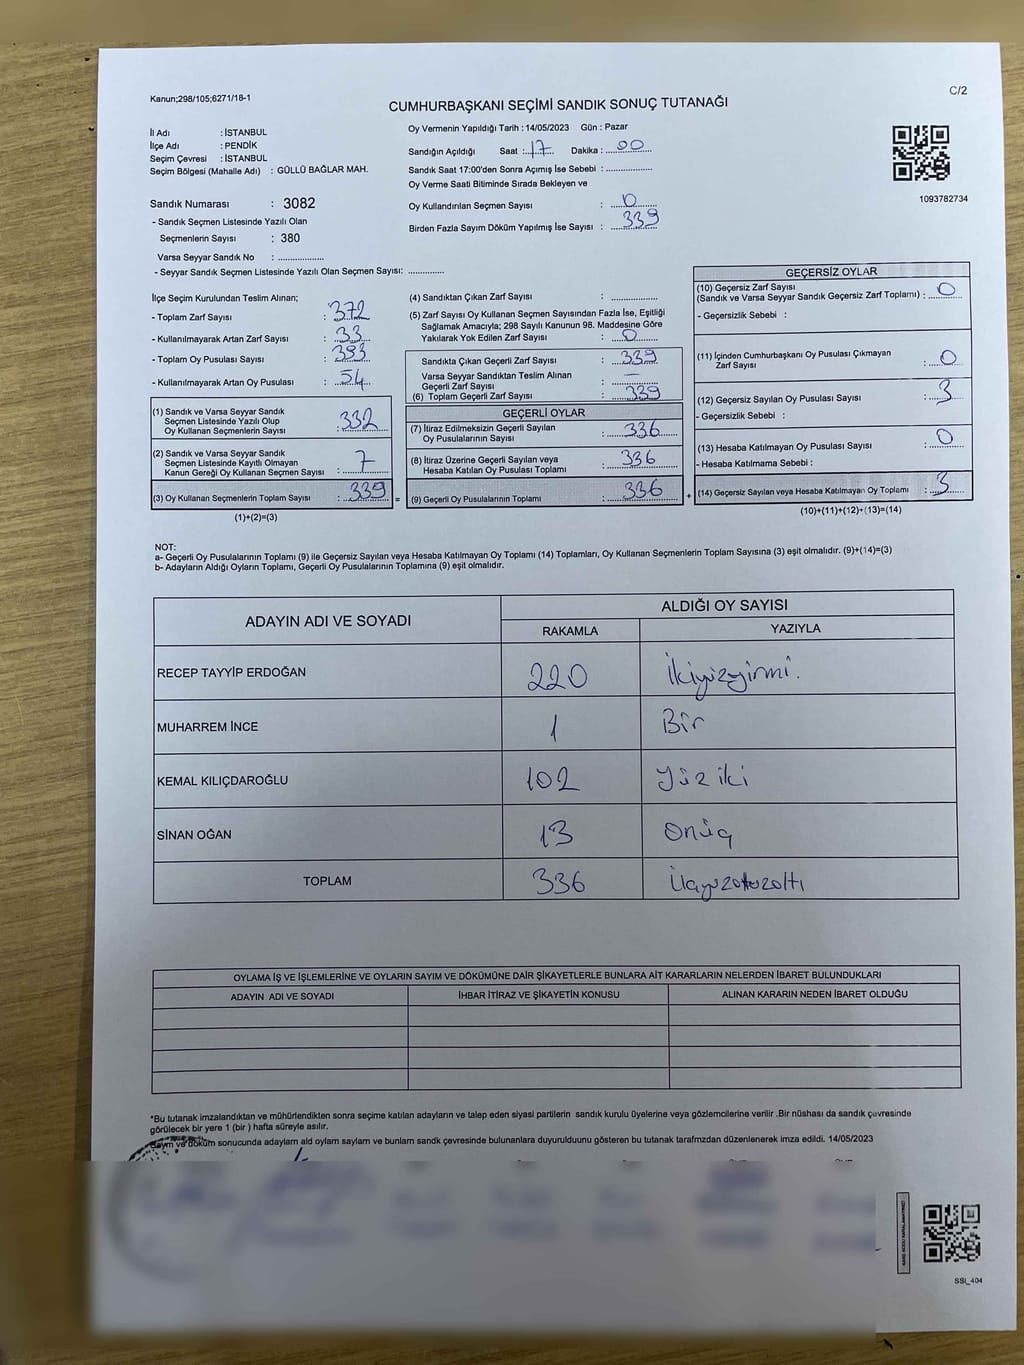 Kanun;298/105;6271/18-1
C/2
CUMHURBAŞKANI SEÇİMİ SANDIK SONUÇ TUTANAĞI
İl Adı : İSTANBUL
İlçe Adı : PENDİK
Seçim Çevresi : İSTANBUL
Seçim Bölgesi (Mahalle Adı) : GÜLLÜ BAĞLAR MAH.
Oy Vermenin Yapıldığı Tarih : 14/05/2023 Gün : Pazar
Sandığın Açıldığı Saat : 17 Dakika : 00
Sandık Saat 17:00'den Sonra Açımış İse Sebebi :
Oy Verme Saati Bitiminde Sırada Bekleyen ve
Oy Kullandırılan Seçmen Sayısı : 0
Birden Fazla Sayım Döküm Yapılmış İse Sayısı : 339
1093782734
Sandık Numarası : 3082
- Sandık Seçmen Listesinde Yazılı Olan
Seçmenlerin Sayısı : 380
Varsa Seyyar Sandık No :
- Seyyar Sandık Seçmen Listesinde Yazılı Olan Seçmen Sayısı:
İlçe Seçim Kurulundan Teslim Alınan;
- Toplam Zarf Sayısı : 372
- Kullanılmayarak Artan Zarf Sayısı : 33
- Toplam Oy Pusulası Sayısı : 393
- Kullanılmayarak Artan Oy Pusulası : 54
(1) Sandık ve Varsa Seyyar Sandık
Seçmen Listesinde Yazılı Olup
Oy Kullanan Seçmenlerin Sayısı : 332
(2) Sandık ve Varsa Seyyar Sandık
Seçmen Listesinde Kayıtlı Olmayan
Kanun Gereği Oy Kullanan Seçmen Sayısı : 7
(3) Oy Kullanan Seçmenlerin Toplam Sayısı : 339 =
(1)+(2)=(3)
(4) Sandıktan Çıkan Zarf Sayısı :
(5) Zarf Sayısı Oy Kullanan Seçmen Sayısından Fazla İse, Eşitliği
Sağlamak Amacıyla; 298 Sayılı Kanunun 98. Maddesine Göre
Yakılarak Yok Edilen Zarf Sayısı : 0
Sandıkta Çıkan Geçerli Zarf Sayısı : 339
Varsa Seyyar Sandıktan Teslim Alınan
Geçerli Zarf Sayısı : —
(6) Toplam Geçerli Zarf Sayısı : 339
GEÇERLİ OYLAR
(7) İtiraz Edilmeksizin Geçerli Sayılan
Oy Pusulalarının Sayısı : 336
(8) İtiraz Üzerine Geçerli Sayılan veya
Hesaba Katılan Oy Pusulası Toplamı : 336
(9) Geçerli Oy Pusulalarının Toplamı : 336 +
GEÇERSİZ OYLAR
(10) Geçersiz Zarf Sayısı
(Sandık ve Varsa Seyyar Sandık Geçersiz Zarf Toplamı) : 0
- Geçersizlik Sebebi :
(11) İçinden Cumhurbaşkanı Oy Pusulası Çıkmayan
Zarf Sayısı : 0
(12) Geçersiz Sayılan Oy Pusulası Sayısı : 3
- Geçersizlik Sebebi :
(13) Hesaba Katılmayan Oy Pusulası Sayısı : 0
- Hesaba Katılmama Sebebi :
(14) Geçersiz Sayılan veya Hesaba Katılmayan Oy Toplamı : 3
(10)+(11)+(12)+(13)=(14)
NOT:
a- Geçerli Oy Pusulalarının Toplamı (9) ile Geçersiz Sayılan veya Hesaba Katılmayan Oy Toplamı (14) Toplamları, Oy Kullanan Seçmenlerin Toplam Sayısına (3) eşit olmalıdır. (9)+(14)=(3)
b- Adayların Aldığı Oyların Toplamı, Geçerli Oy Pusulalarının Toplamına (9) eşit olmalıdır.
ADAYIN ADI VE SOYADI
ALDIĞI OY SAYISI
RAKAMLA YAZIYLA
RECEP TAYYİP ERDOĞAN 220 İkiyüzyirmi.
MUHARREM İNCE 1 Bir
KEMAL KILIÇDAROĞLU 102 Yüz iki
SİNAN OĞAN 13 Onüç
TOPLAM 336 Üçyüzotuzaltı
OYLAMA İŞ VE İŞLEMLERİNE VE OYLARIN SAYIM VE DÖKÜMÜNE DAİR ŞİKAYETLERLE BUNLARA AİT KARARLARIN NELERDEN İBARET BULUNDUKLARI
ADAYIN ADI VE SOYADI İHBAR İTİRAZ VE ŞİKAYETİN KONUSU ALINAN KARARIN NEDEN İBARET OLDUĞU
*Bu tutanak imzalandıktan ve mühürlendikten sonra seçime katılan adayların ve talep eden siyasi partilerin sandık kurulu üyelerine veya gözlemcilerine verilir .Bir nüshası da sandık çevresinde
görülecek bir yere 1 (bir ) hafta süreyle asılır.
Sayım ve döküm sonucunda adaylam ald oylam saylam ve bunlam sandk çevresinde bulunanlara duyurulduunu gösteren bu tutanak tarafmzdan düzenlenerek imza edildi. 14/05/2023
SSI_404